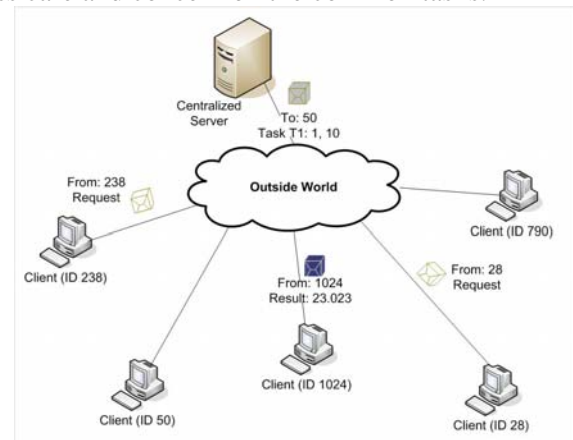 Centralized
Server
To: 50
Task T1: 1, 10
From: 238
Request
Outside World
Client (ID 790)
Client (ID 238)
From: 1024
Result: 23.023
From: 28
Request
Client (ID 1024)
Client (ID 50)
Client (ID 28)